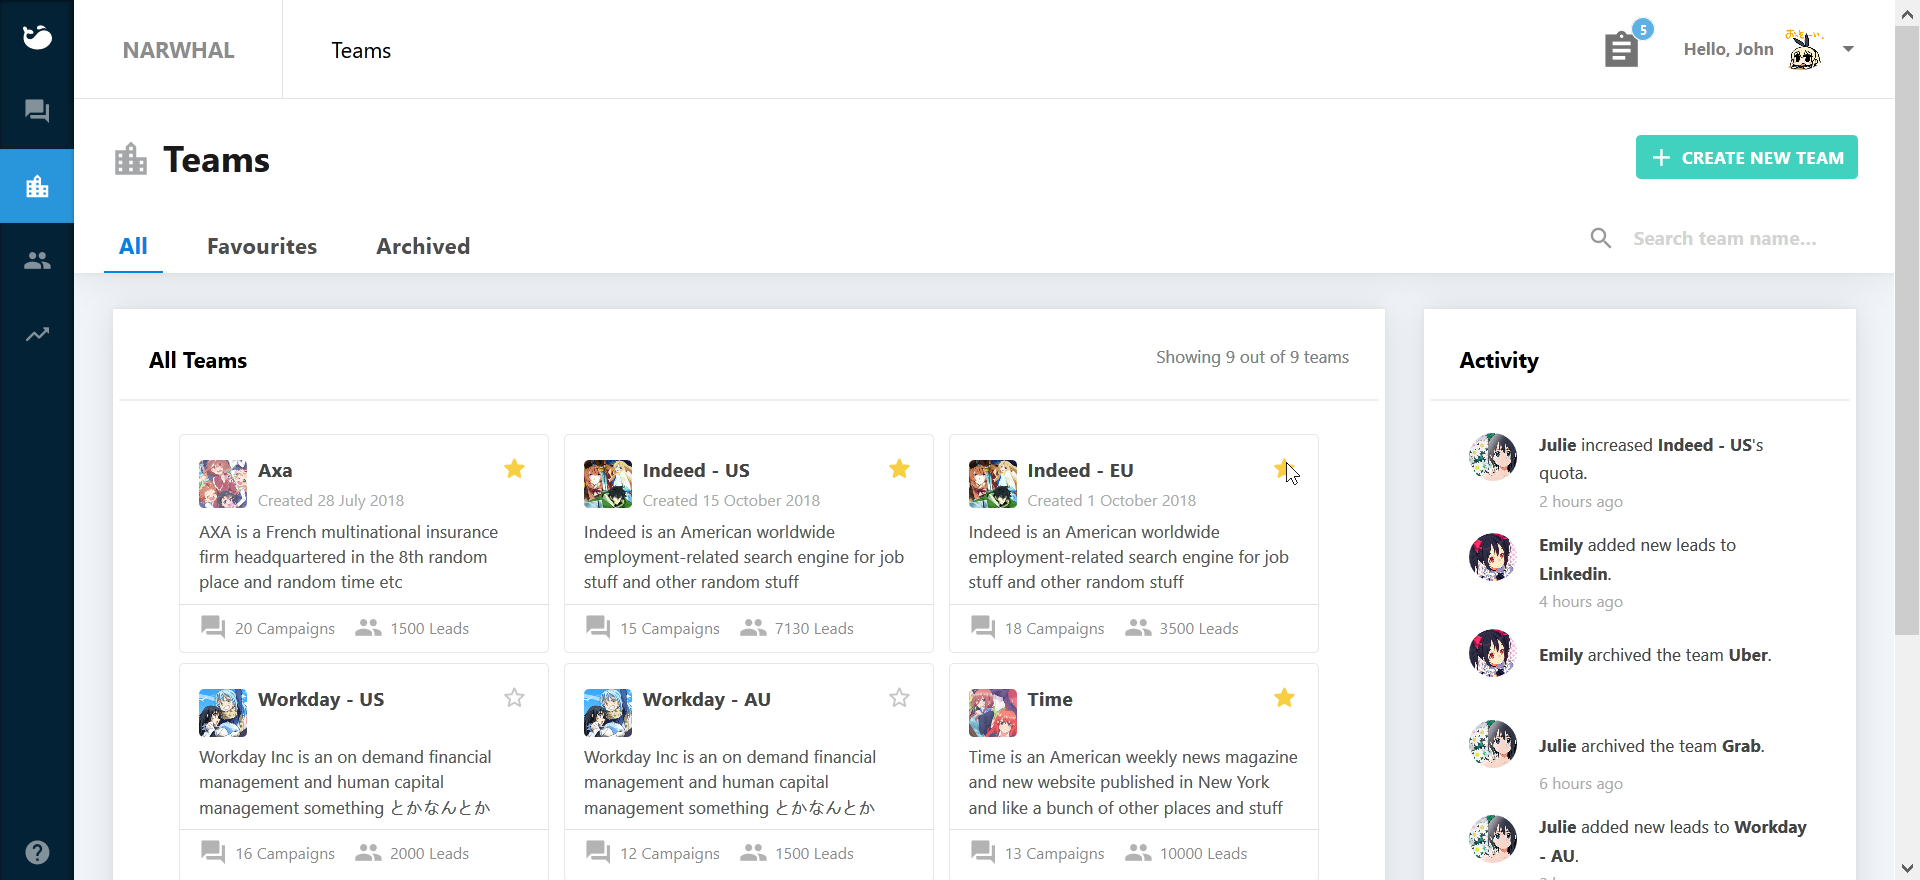 NARWHAL
Teams
5
Hello, John
Teams
CREATE NEW TEAM
All
Favourites
Archived
Search team name...
All Teams
Showing 9 out of 9 teams
Axa
Created 28 July 2018
AXA is a French multinational insurance
firm headquartered in the 8th random
place and random time etc
20 Campaigns
1500 Leads
Indeed - US
Created 15 October 2018
Indeed is an American worldwide
employment-related search engine for job
stuff and other random stuff
15 Campaigns
7130 Leads
Indeed - EU
Created 1 October 2018
Indeed is an American worldwide
employment-related search engine for job
stuff and other random stuff
18 Campaigns
3500 Leads
Workday - US
Workday Inc is an on demand financial
management and human capital
management something とかなんとか
16 Campaigns
2000 Leads
Workday - AU
Workday Inc is an on demand financial
management and human capital
management something とかなんとか
12 Campaigns
1500 Leads
Time
Time is an American weekly news magazine
and new website published in New York
and like a bunch of other places and stuff
13 Campaigns
10000 Leads
Activity
Julie increased Indeed - US's
quota.
2 hours ago
Emily added new leads to
Linkedin.
4 hours ago
Emily archived the team Uber.
Julie archived the team Grab.
6 hours ago
Julie added new leads to Workday
- AU.